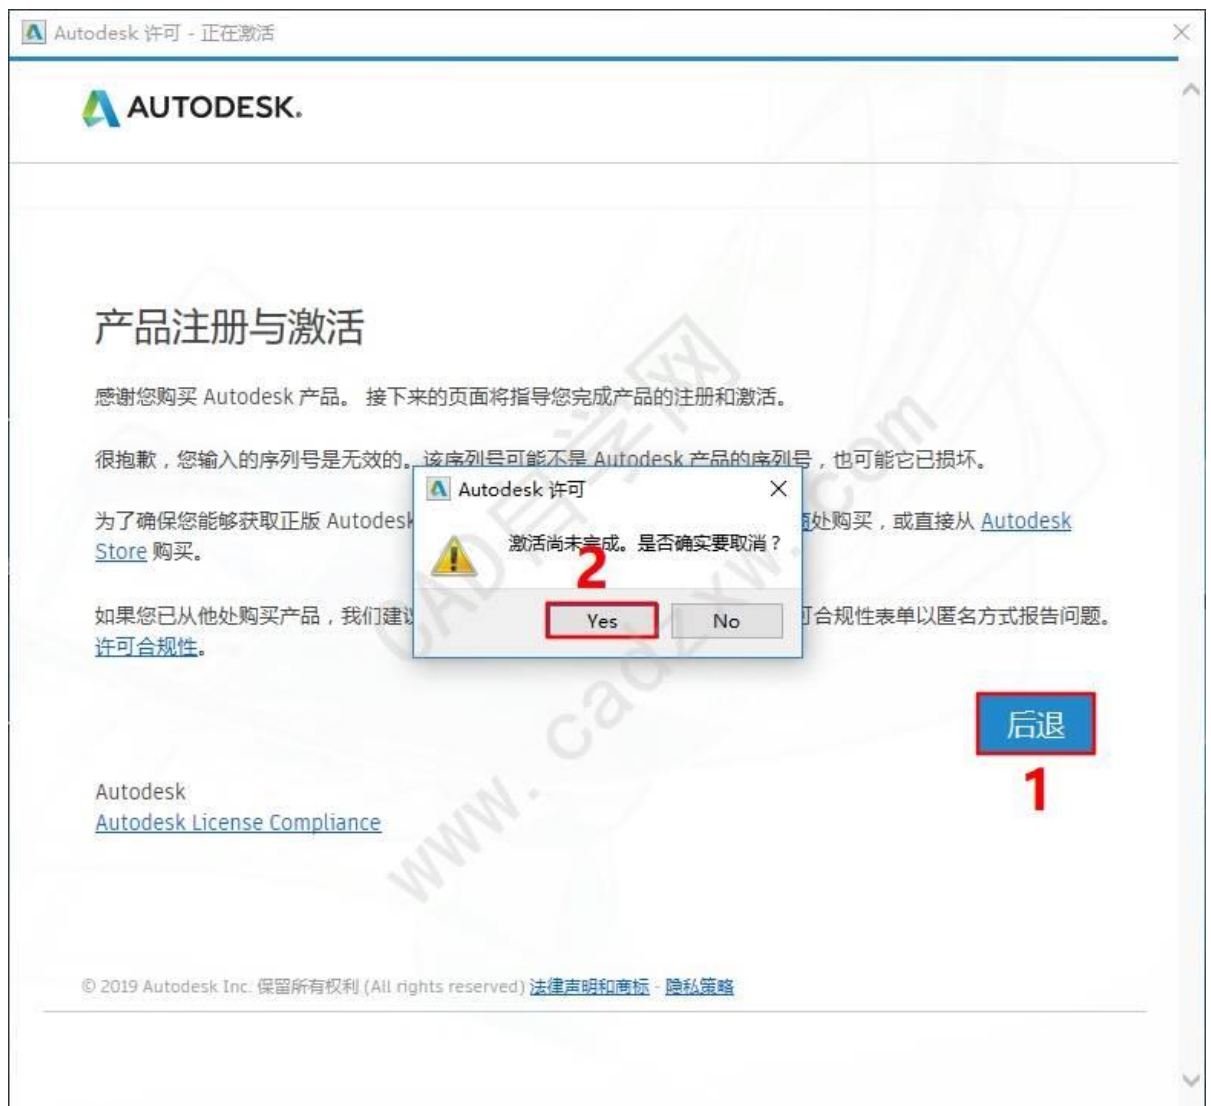 Autodesk 许可 - 正在激活
AUTODESK.
产品注册与激活
感谢您购买 Autodesk 产品。 接下来的页面将指导您完成产品的注册和激活。
很抱歉，您输入的序列号是无效的。该序列号可能不是 Autodesk 产品的序列号，也可能它已损坏。
Autodesk 许可
为了确保您能够获取正版 Autodesk 处购买，或直接从 Autodesk
激活尚未完成。是否确实要取消？
Store 购买。
2
如果您已从他处购买产品，我们建议 可合规性表单以匿名方式报告问题。
Yes
No
许可合规性。
后退
1
Autodesk
Autodesk License Compliance
© 2019 Autodesk Inc. 保留所有权利 (All rights reserved) 法律声明和商标 - 隐私策略
CAD自学网
www.cadzxw.com